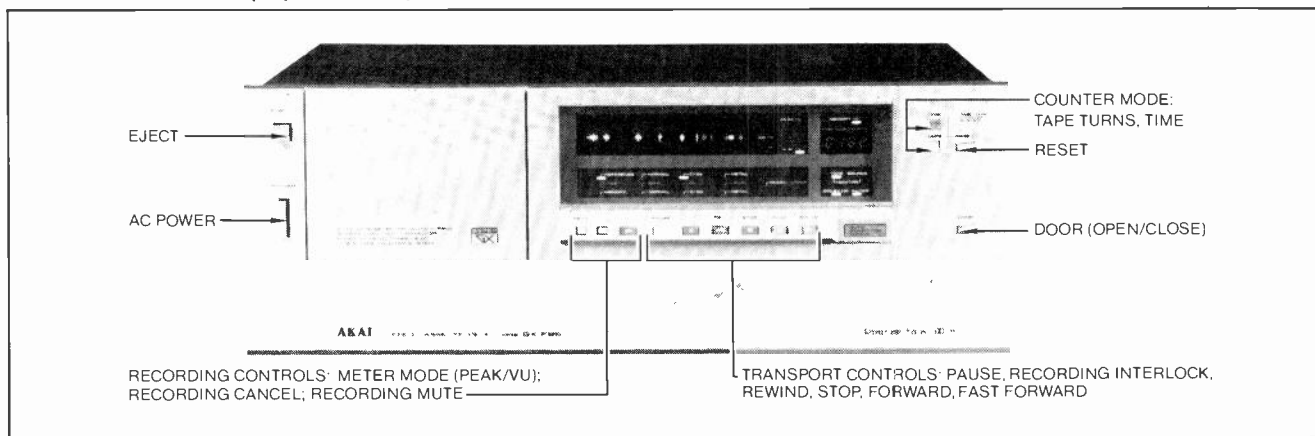 EJECT
AC POWER
COUNTER MODE:
TAPE TURNS, TIME
RESET
DOOR (OPEN/CLOSE)
AKAI
RECORDING CONTROLS: METER MODE (PEAK/VU);
RECORDING CANCEL; RECORDING MUTE
TRANSPORT CONTROLS: PAUSE, RECORDING INTERLOCK,
REWIND, STOP, FORWARD, FAST FORWARD